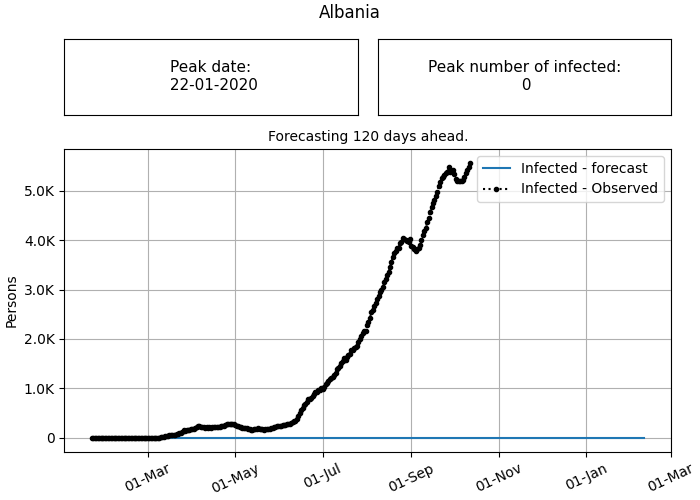 Albania
Peak date:
22-01-2020
Peak number of infected:
0
Forecasting 120 days ahead.
Infected - forecast
Infected - Observed
Persons
5.0K
4.0K
3.0K
2.0K
1.0K
0
01-Mar
01-May
01-Jul
01-Sep
01-Nov
01-Jan
01-Mar